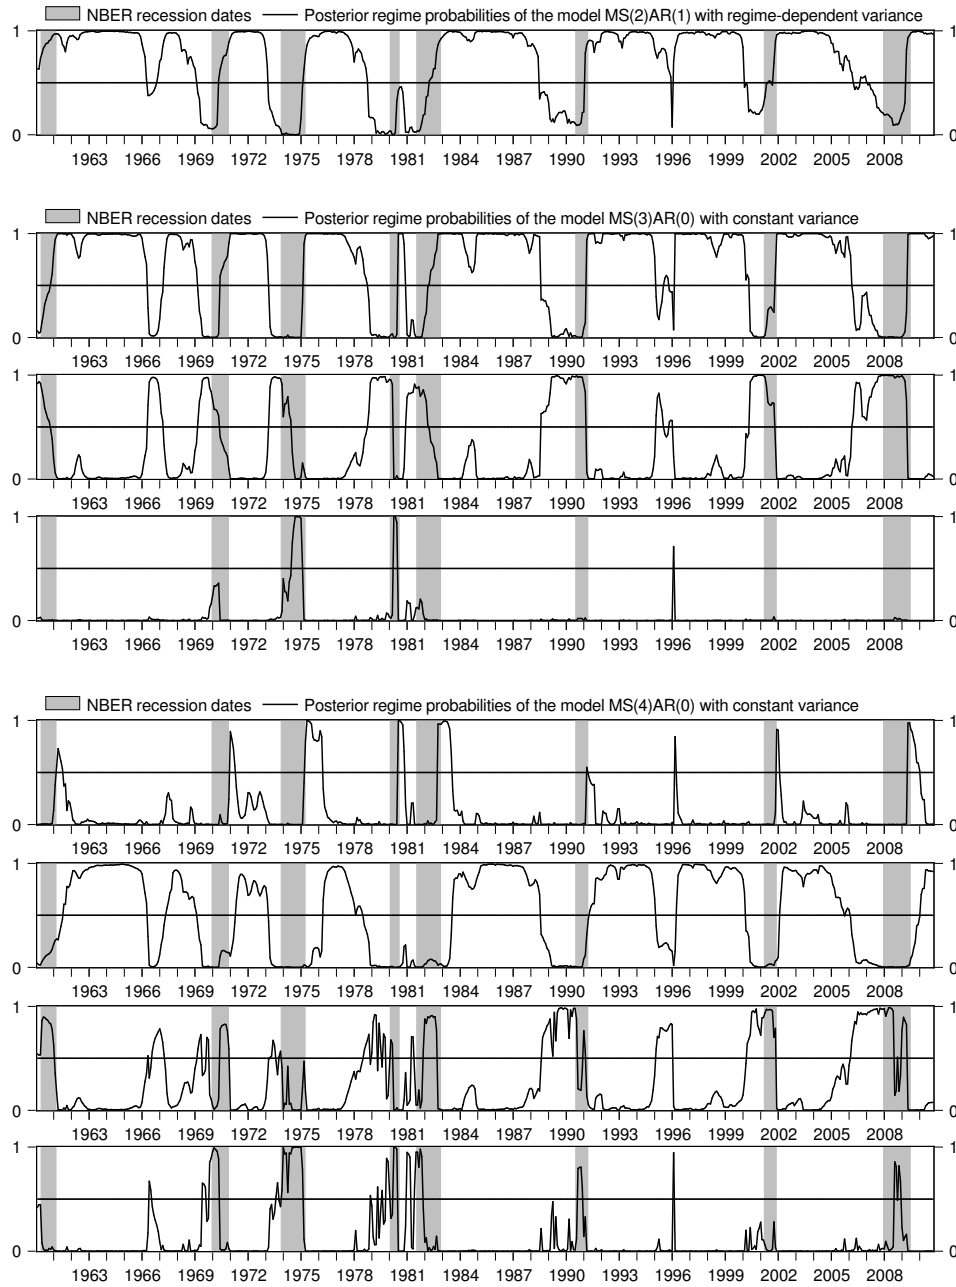 NBER recession dates Posterior regime probabilities of the model MS(2)AR(1) with regime-dependent variance
1 1
0 0
1963 1966 1969 1972 1975 1978 1981 1984 1987 1990 1993 1996 1999 2002 2005 2008
NBER recession dates Posterior regime probabilities of the model MS(3)AR(0) with constant variance
1 1
0 0
1963 1966 1969 1972 1975 1978 1981 1984 1987 1990 1993 1996 1999 2002 2005 2008
1 1
0 0
1963 1966 1969 1972 1975 1978 1981 1984 1987 1990 1993 1996 1999 2002 2005 2008
1 1
0 0
1963 1966 1969 1972 1975 1978 1981 1984 1987 1990 1993 1996 1999 2002 2005 2008
NBER recession dates Posterior regime probabilities of the model MS(4)AR(0) with constant variance
1 1
0 0
1963 1966 1969 1972 1975 1978 1981 1984 1987 1990 1993 1996 1999 2002 2005 2008
1 1
0 0
1963 1966 1969 1972 1975 1978 1981 1984 1987 1990 1993 1996 1999 2002 2005 2008
1 1
0 0
1963 1966 1969 1972 1975 1978 1981 1984 1987 1990 1993 1996 1999 2002 2005 2008
1 1
0 0
1963 1966 1969 1972 1975 1978 1981 1984 1987 1990 1993 1996 1999 2002 2005 2008